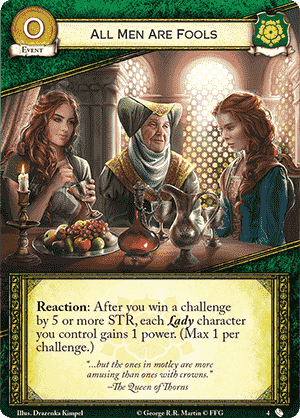 0
ALL MEN ARE FOOLS
EVENT
Reaction: After you win a challenge
by 5 or more STR, each Lady character
you control gains 1 power. (Max 1 per
challenge.)
"...but the ones in motley are more
amusing than ones with crowns."
–The Queen of Thorns
Illus. Drazenka Kimpel
© George R.R. Martin © FFG
4